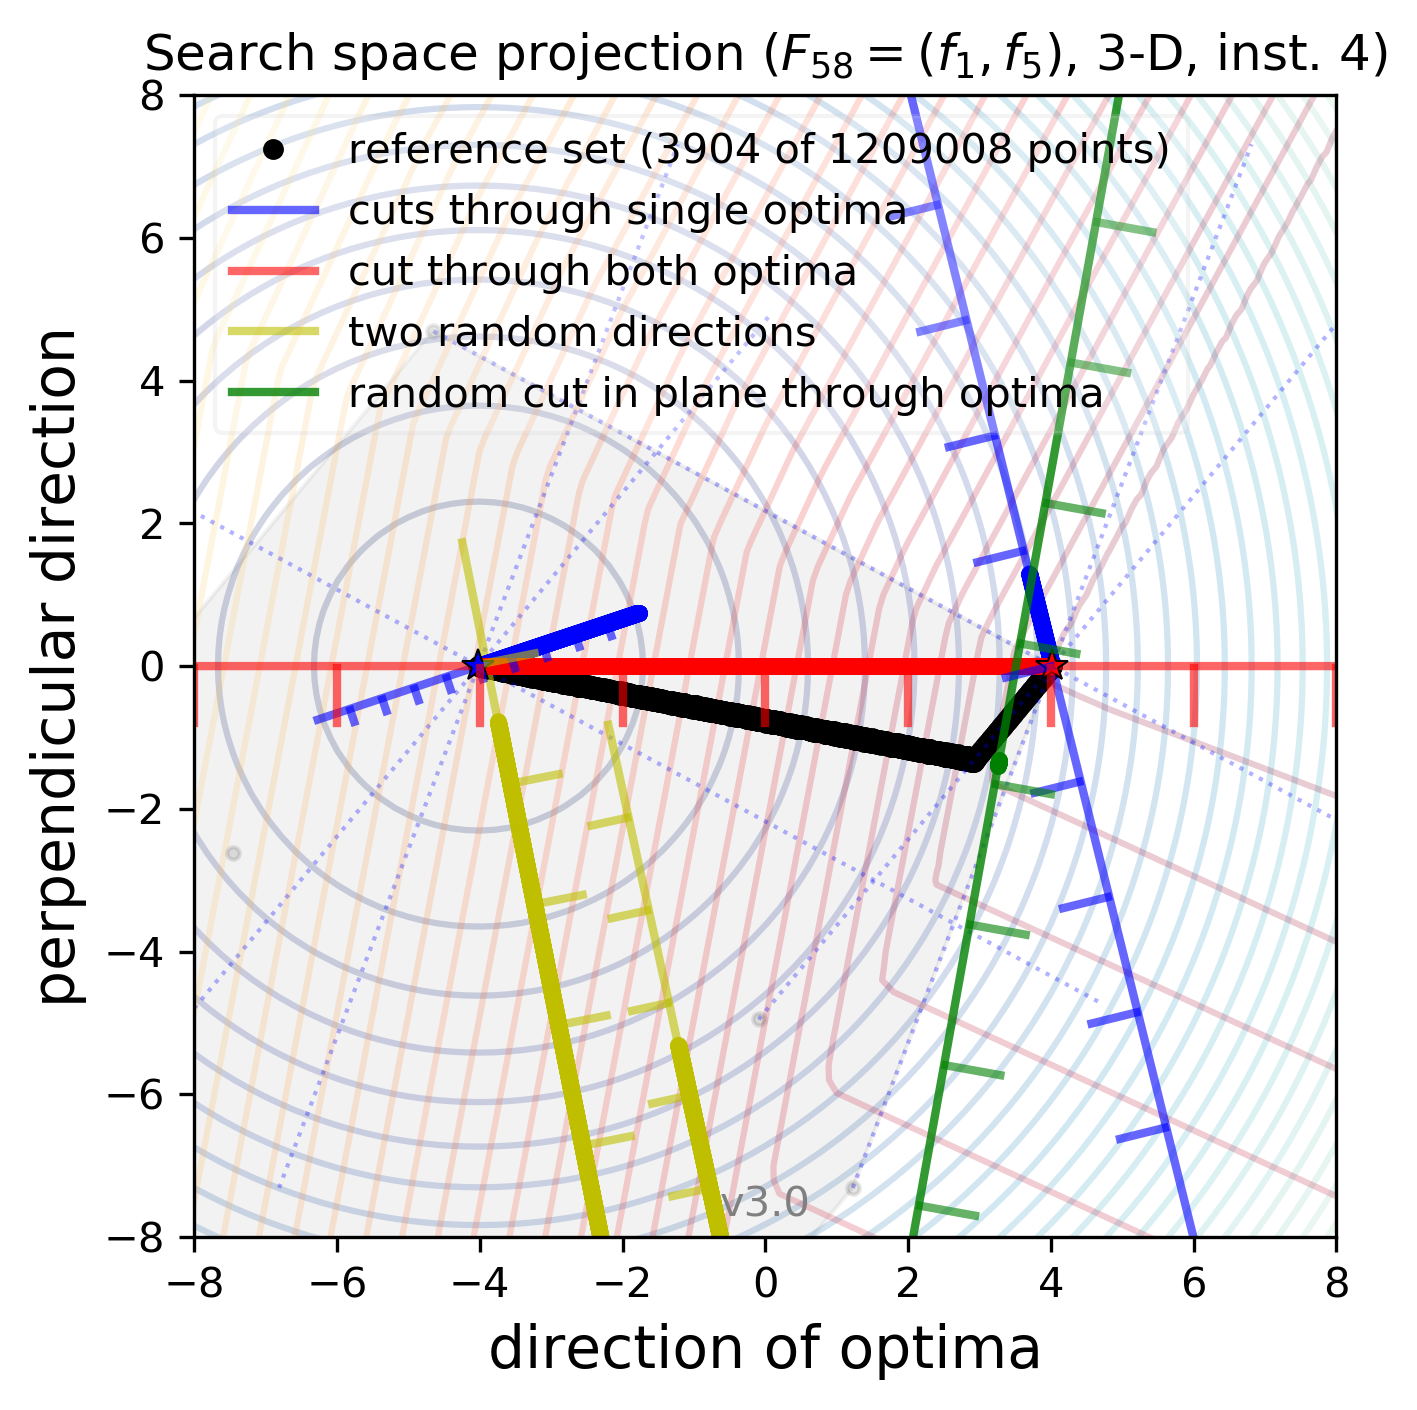 Search space projection (F58 = (f1, f5), 3-D, inst. 4)
8
6
4
2
0
−2
−4
−6
−8
perpendicular direction
reference set (3904 of 1209008 points)
cuts through single optima
cut through both optima
two random directions
random cut in plane through optima
v3.0
−8 −6 −4 −2 0 2 4 6 8
direction of optima